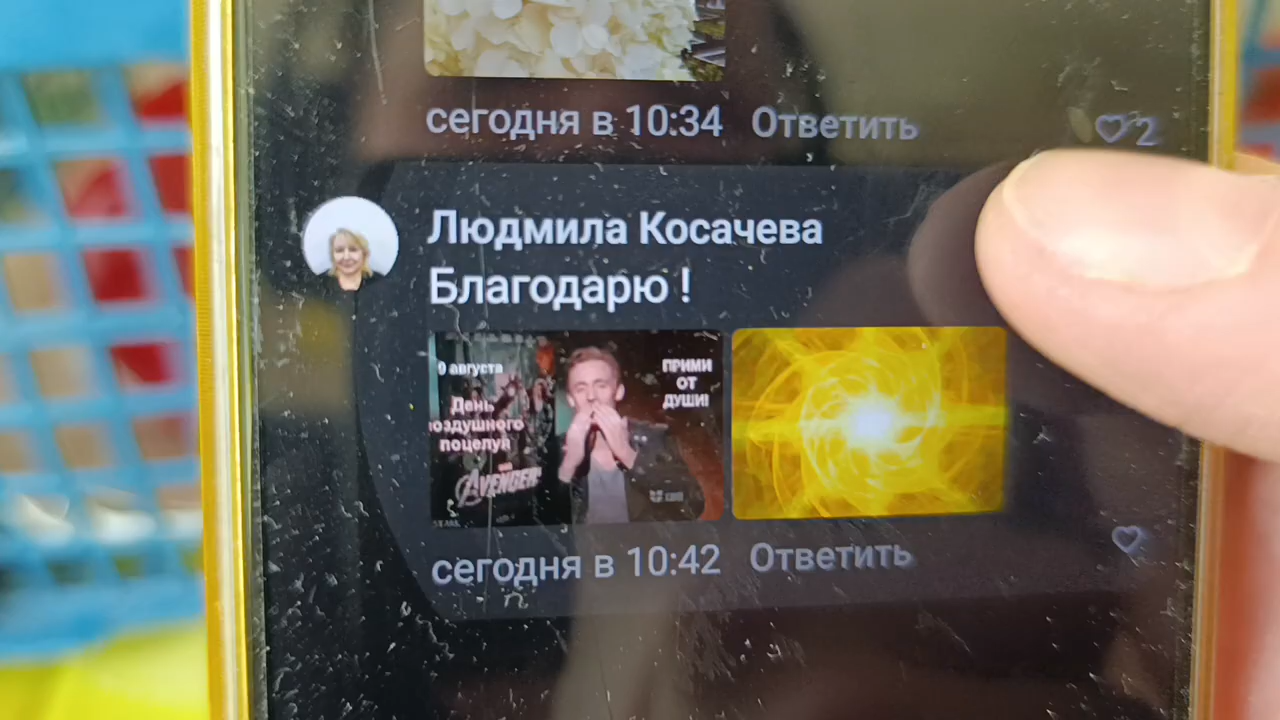 сегодня в 10:34 Ответить
2
Людмила Косачева
Благодарю !
августа
День
воздушного
поцелуя
ПРИМИ
ОТ
ДУШИ!
AVENGERS
сегодня в 10:42 Ответить